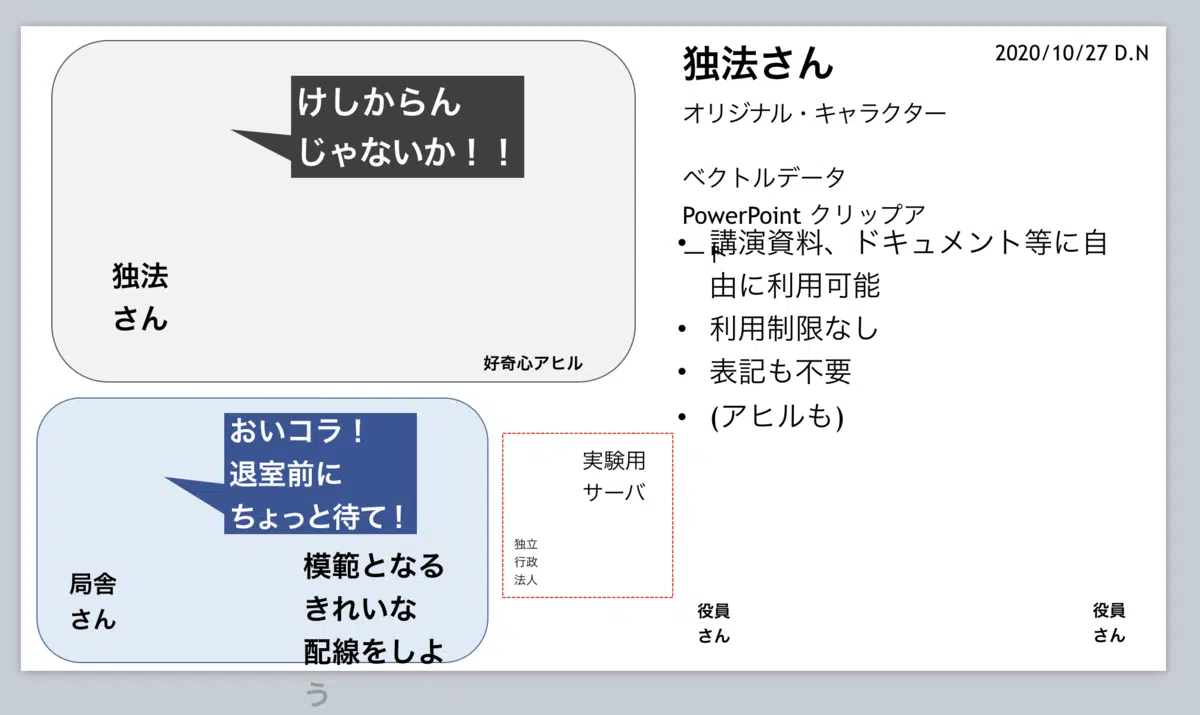 けしからん
じゃないか！！
独法
さん
好奇心アヒル
おいコラ！
退室前に
ちょっと待て！
模範となる
きれいな
配線をしよ
う
局舎
さん
実験用
サーバ
独立
行政
法人
独法さん
2020/10/27 D.N
オリジナル・キャラクター
ベクトルデータ
PowerPoint クリップア
ート
• 講演資料、ドキュメント等に自
由に利用可能
• 利用制限なし
• 表記も不要
• (アヒルも)
役員
さん
役員
さん